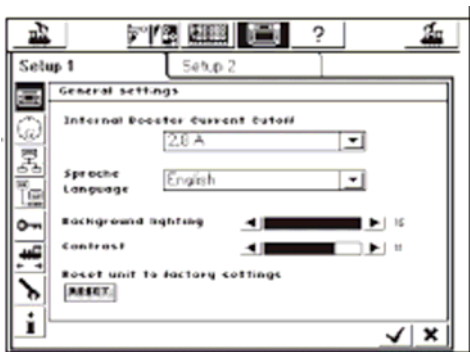 ?
Setup 1 Setup 2
General settings
Internal Booster Current Cutoff
2.8 A
Sprache
Language
English
Background lighting 16
Contrast 11
Reset unit to factory settings
RESET
i